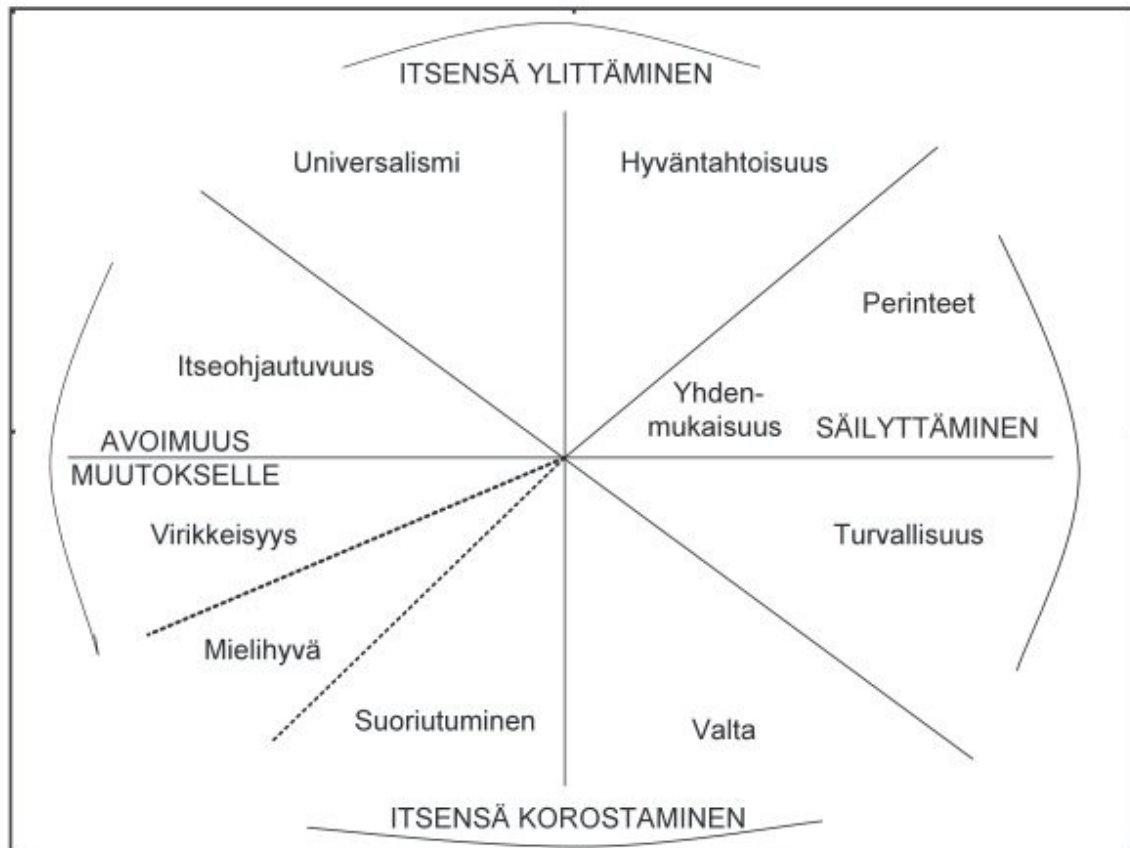 ITSENSÄ YLITTÄMINEN
Universalismi
Hyväntahtoisuus
Perinteet
Itseohjautuvuus
Yhden-
mukaisuus
SÄILYTTÄMINEN
AVOIMUUS
MUUTOKSELLE
Virikkeisyys
Turvallisuus
Mielihyvä
Suoriutuminen
Valta
ITSENSÄ KOROSTAMINEN